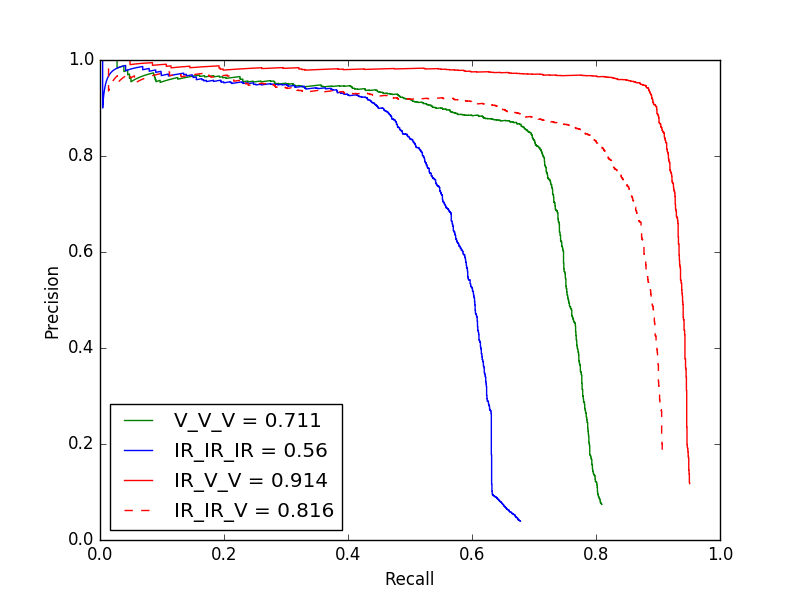 1.0
0.8
0.6
0.4
0.2
0.0
Precision
V_V_V = 0.711
IR_IR_IR = 0.56
IR_V_V = 0.914
IR_IR_V = 0.816
0.0 0.2 0.4 0.6 0.8 1.0
Recall